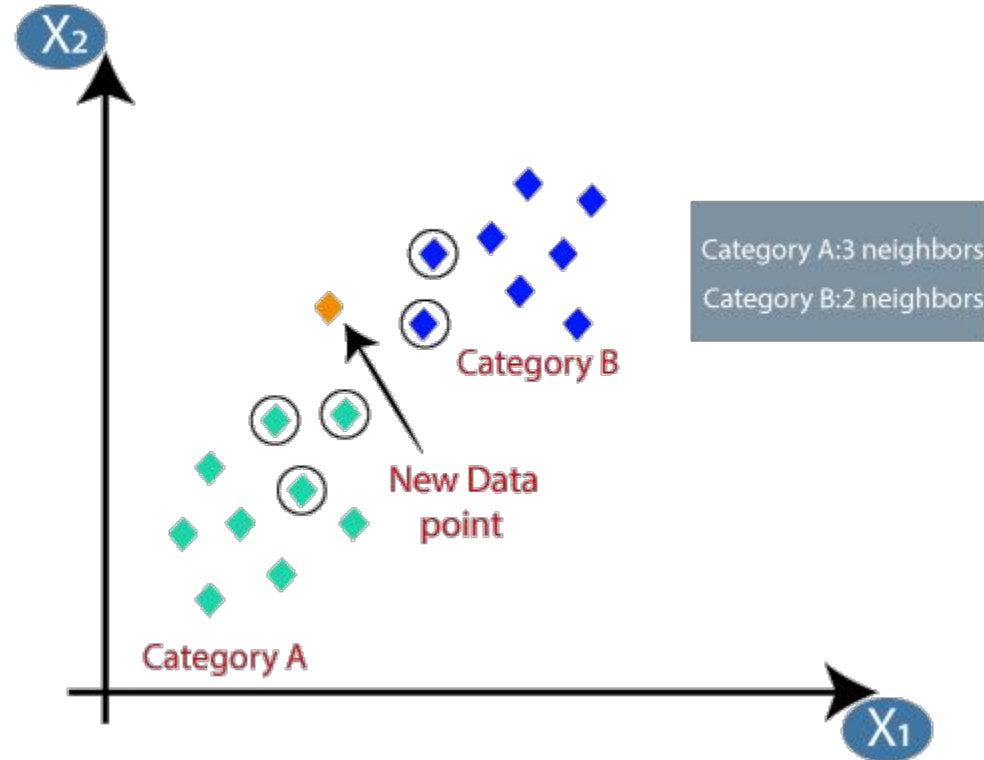 X₂
Category A:3 neighbors
Category B:2 neighbors
Category B
New Data
point
Category A
X₁